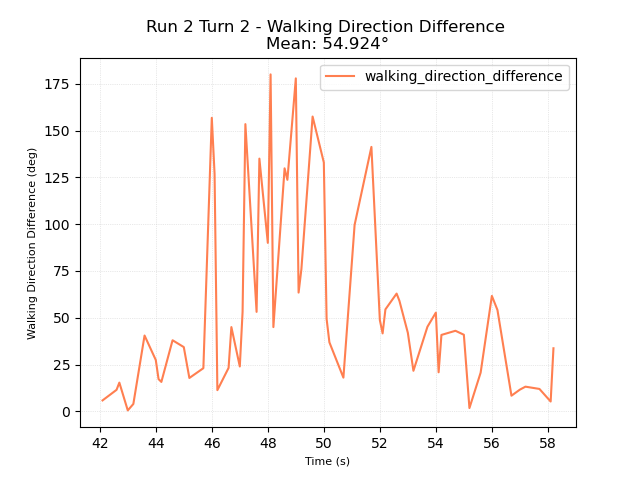 Run 2 Turn 2 - Walking Direction Difference
Mean: 54.924°
walking_direction_difference
Walking Direction Difference (deg)
175
150
125
100
75
50
25
0
42 44 46 48 50 52 54 56 58
Time (s)